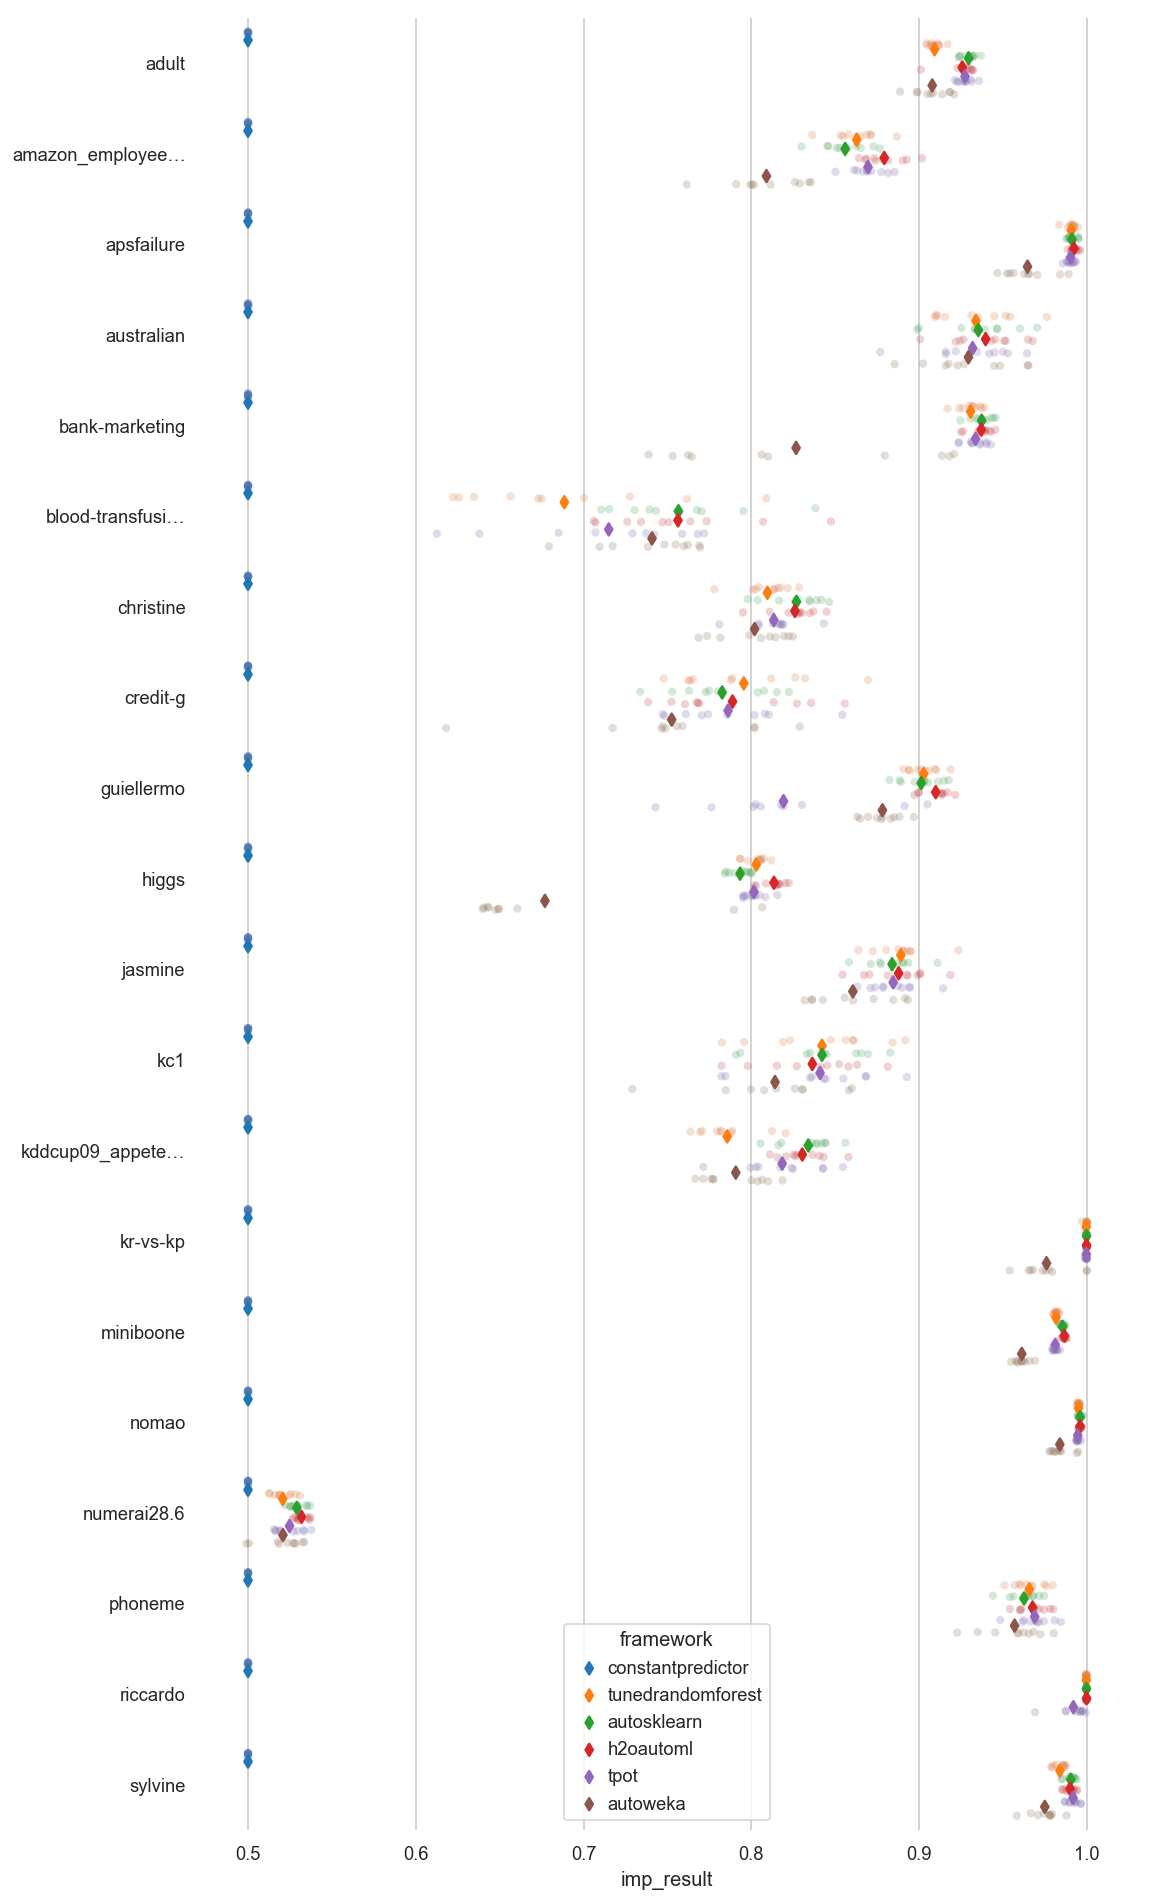 adult
amazon_employee…
apsfailure
australian
bank-marketing
blood-transfusi…
christine
credit-g
guiellermo
higgs
jasmine
kc1
kddcup09_appete…
kr-vs-kp
miniboone
nomao
numerai28.6
phoneme
riccardo
sylvine
framework
constantpredictor
tunedrandomforest
autosklearn
h2oautoml
tpot
autoweka
0.5 0.6 0.7 0.8 0.9 1.0
imp_result